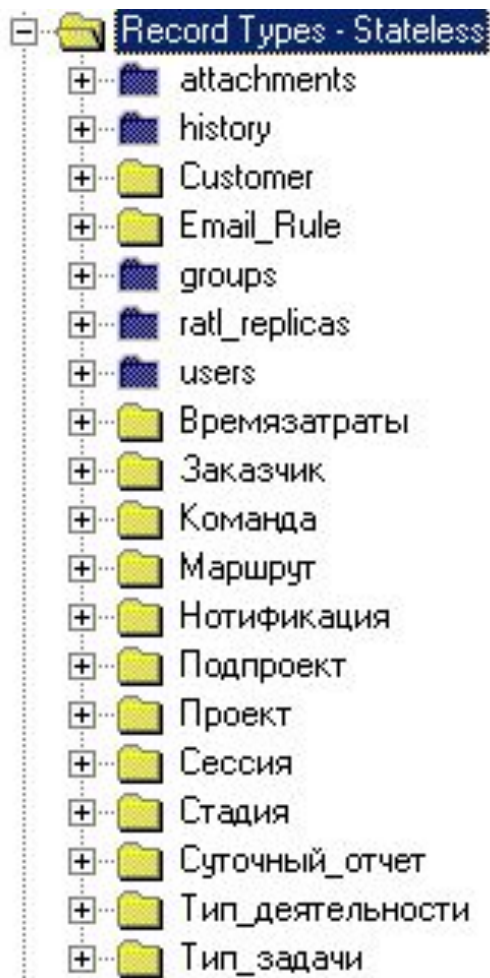 Record Types - Stateless
attachments
history
Customer
Email_Rule
groups
ratl_replicas
users
Времязатраты
Заказчик
Команда
Маршрут
Нотификация
Подпроект
Проект
Сессия
Стадия
Суточный_отчет
Тип_деятельности
Тип_задачи